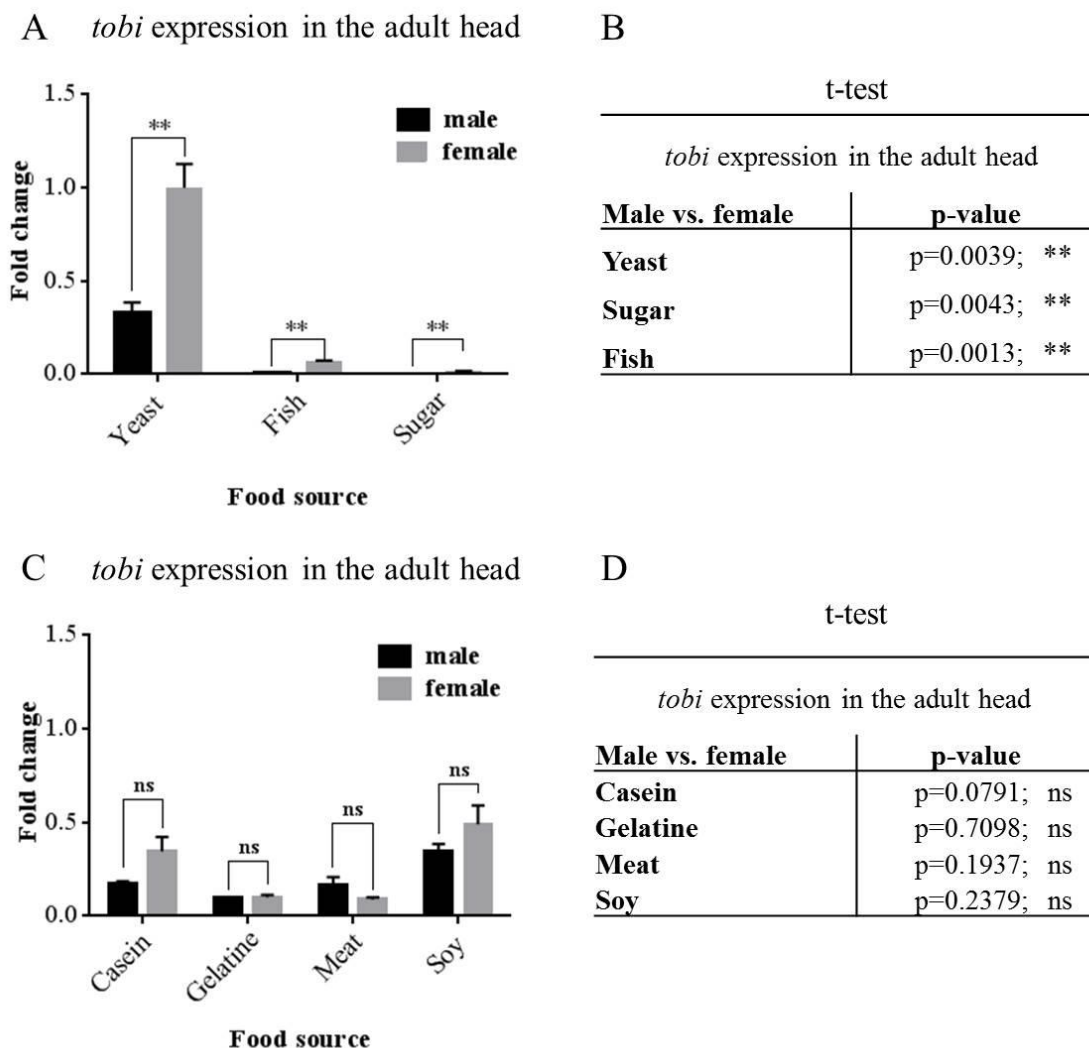 A tobi expression in the adult head
1.5
1.0
0.5
0.0
Fold change
male
female
**
**
**
Yeast
Fish
Sugar
Food source
B
t-test
tobi expression in the adult head
Male vs. female p-value
Yeast p=0.0039; **
Sugar p=0.0043; **
Fish p=0.0013; **
C tobi expression in the adult head
1.5
1.0
0.5
0.0
Fold change
male
female
ns
ns
ns
ns
Casein
Gelatine
Meat
Soy
Food source
D
t-test
tobi expression in the adult head
Male vs. female p-value
Casein p=0.0791; ns
Gelatine p=0.7098; ns
Meat p=0.1937; ns
Soy p=0.2379; ns